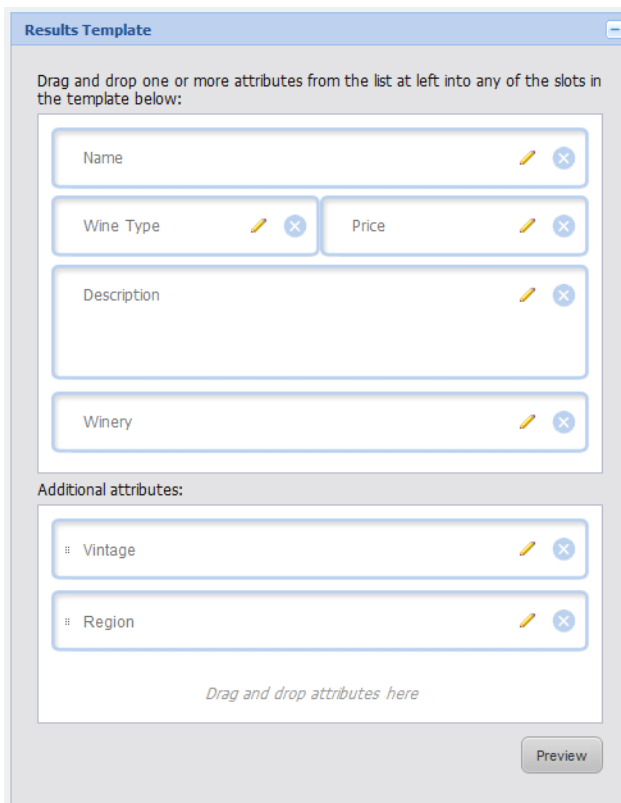 Results Template
Drag and drop one or more attributes from the list at left into any of the slots in
the template below:
Name
Wine Type
Price
Description
Winery
Additional attributes:
Vintage
Region
Drag and drop attributes here
Preview